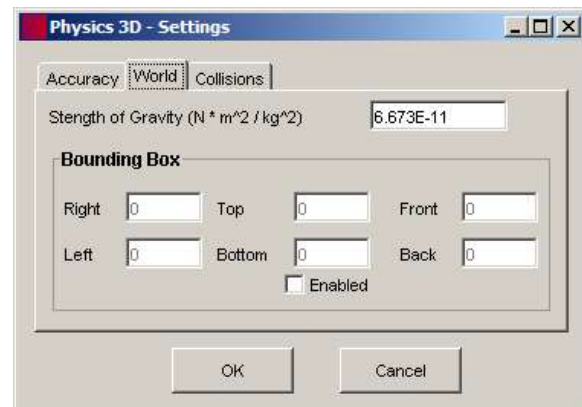 Physics 3D - Settings
Accuracy World Collisions
Stength of Gravity (N * m^2 / kg^2) 6.673E-11
Bounding Box
Right 0 Top 0 Front 0
Left 0 Bottom 0 Back 0
Enabled
OK Cancel